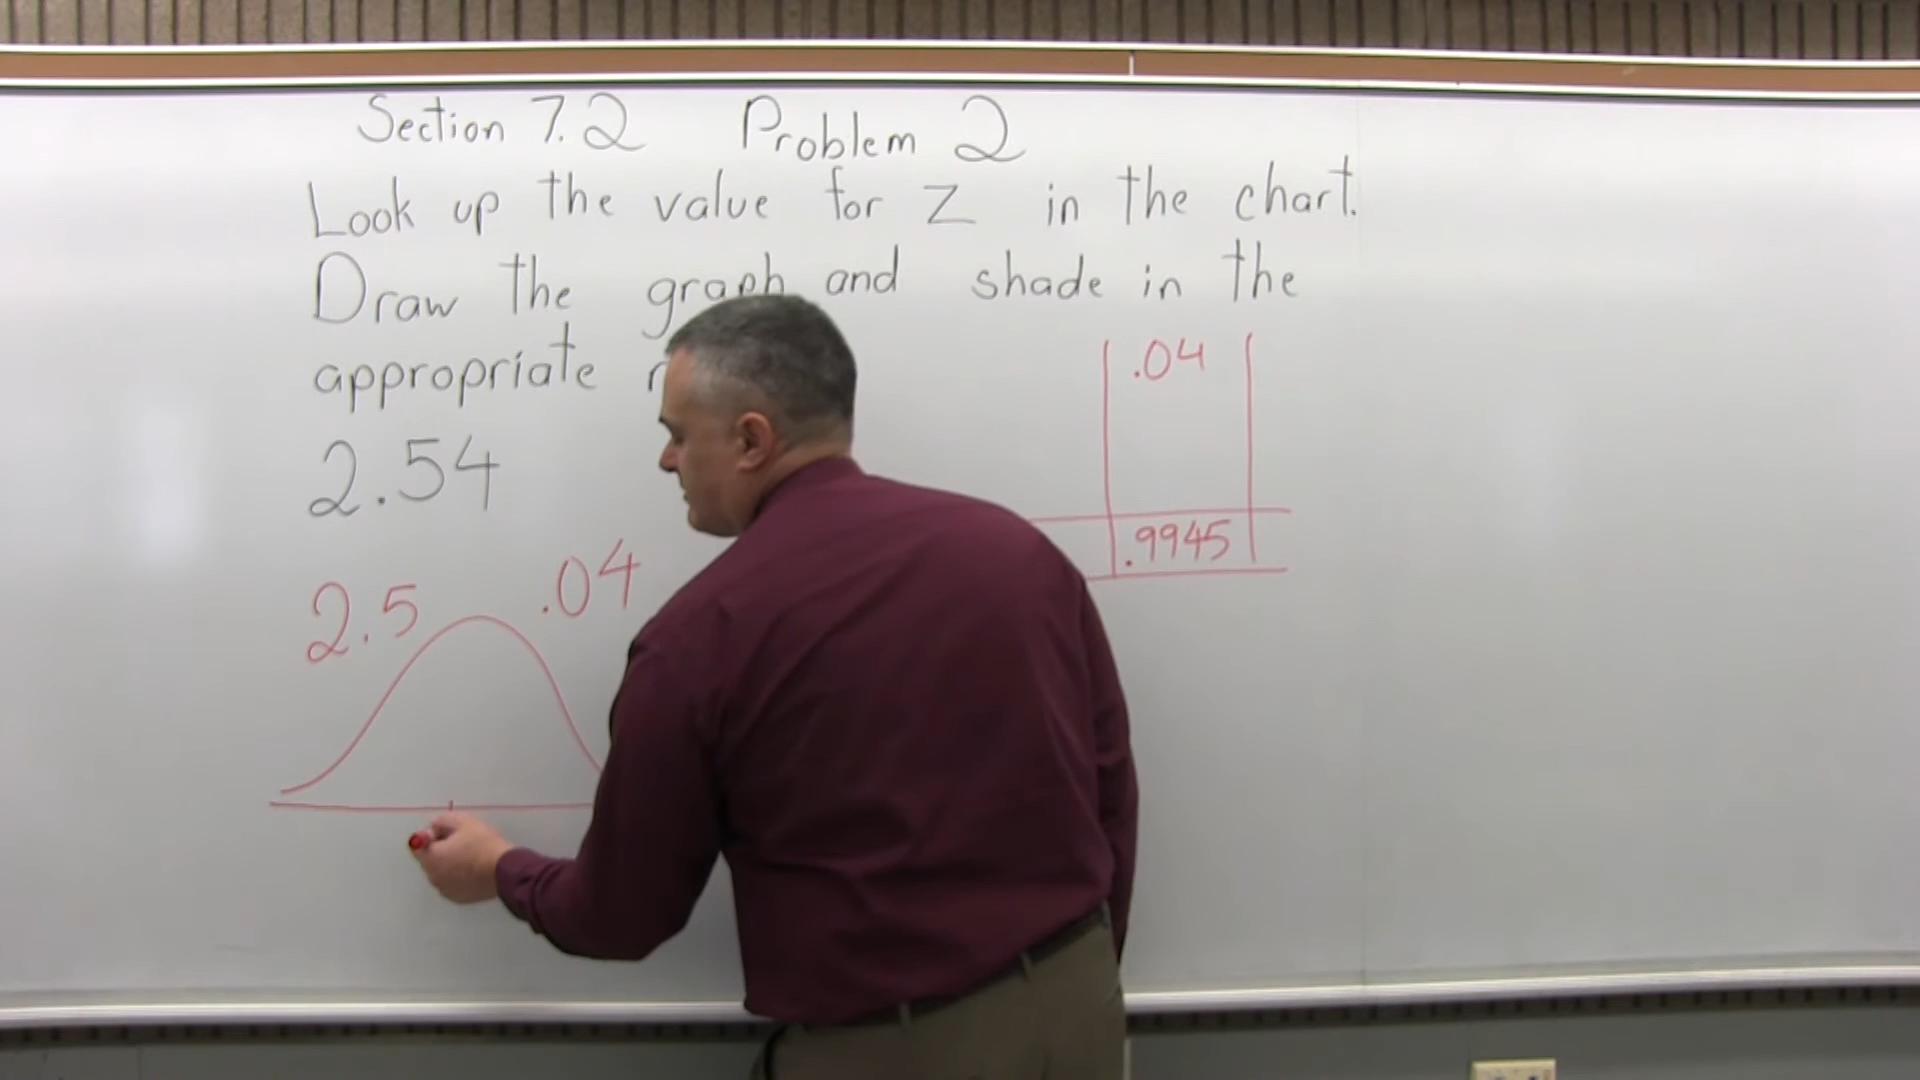 Section 7.2 Problem 2
Look up the value for Z in the chart.
Draw the graph and shade in the
appropriate
2.54
2.5 .04
.04
.9945